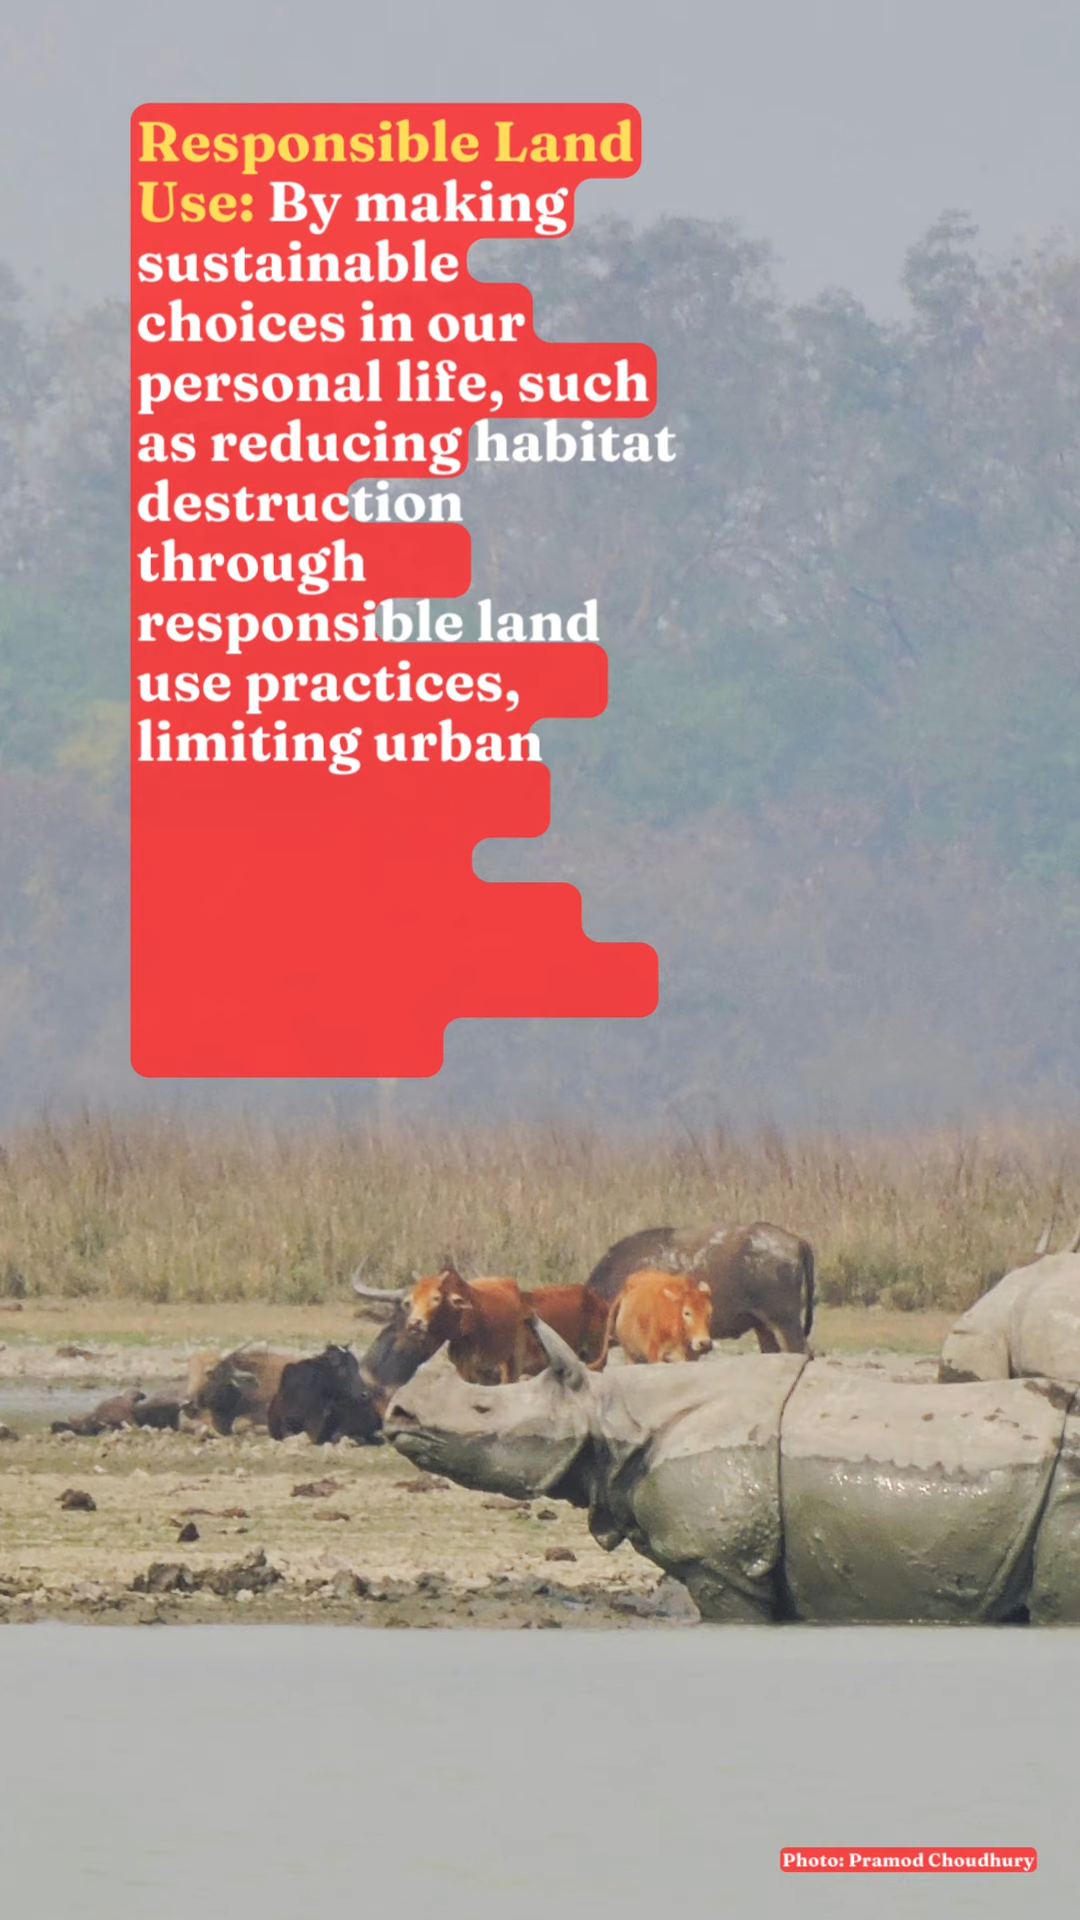 Responsible Land
Use: By making
sustainable
choices in our
personal life, such
as reducing habitat
destruction
through
responsible land
use practices,
limiting urban
Photo: Pramod Choudhury